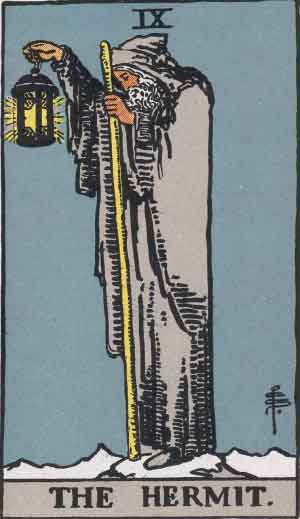 IX
THE HERMIT.